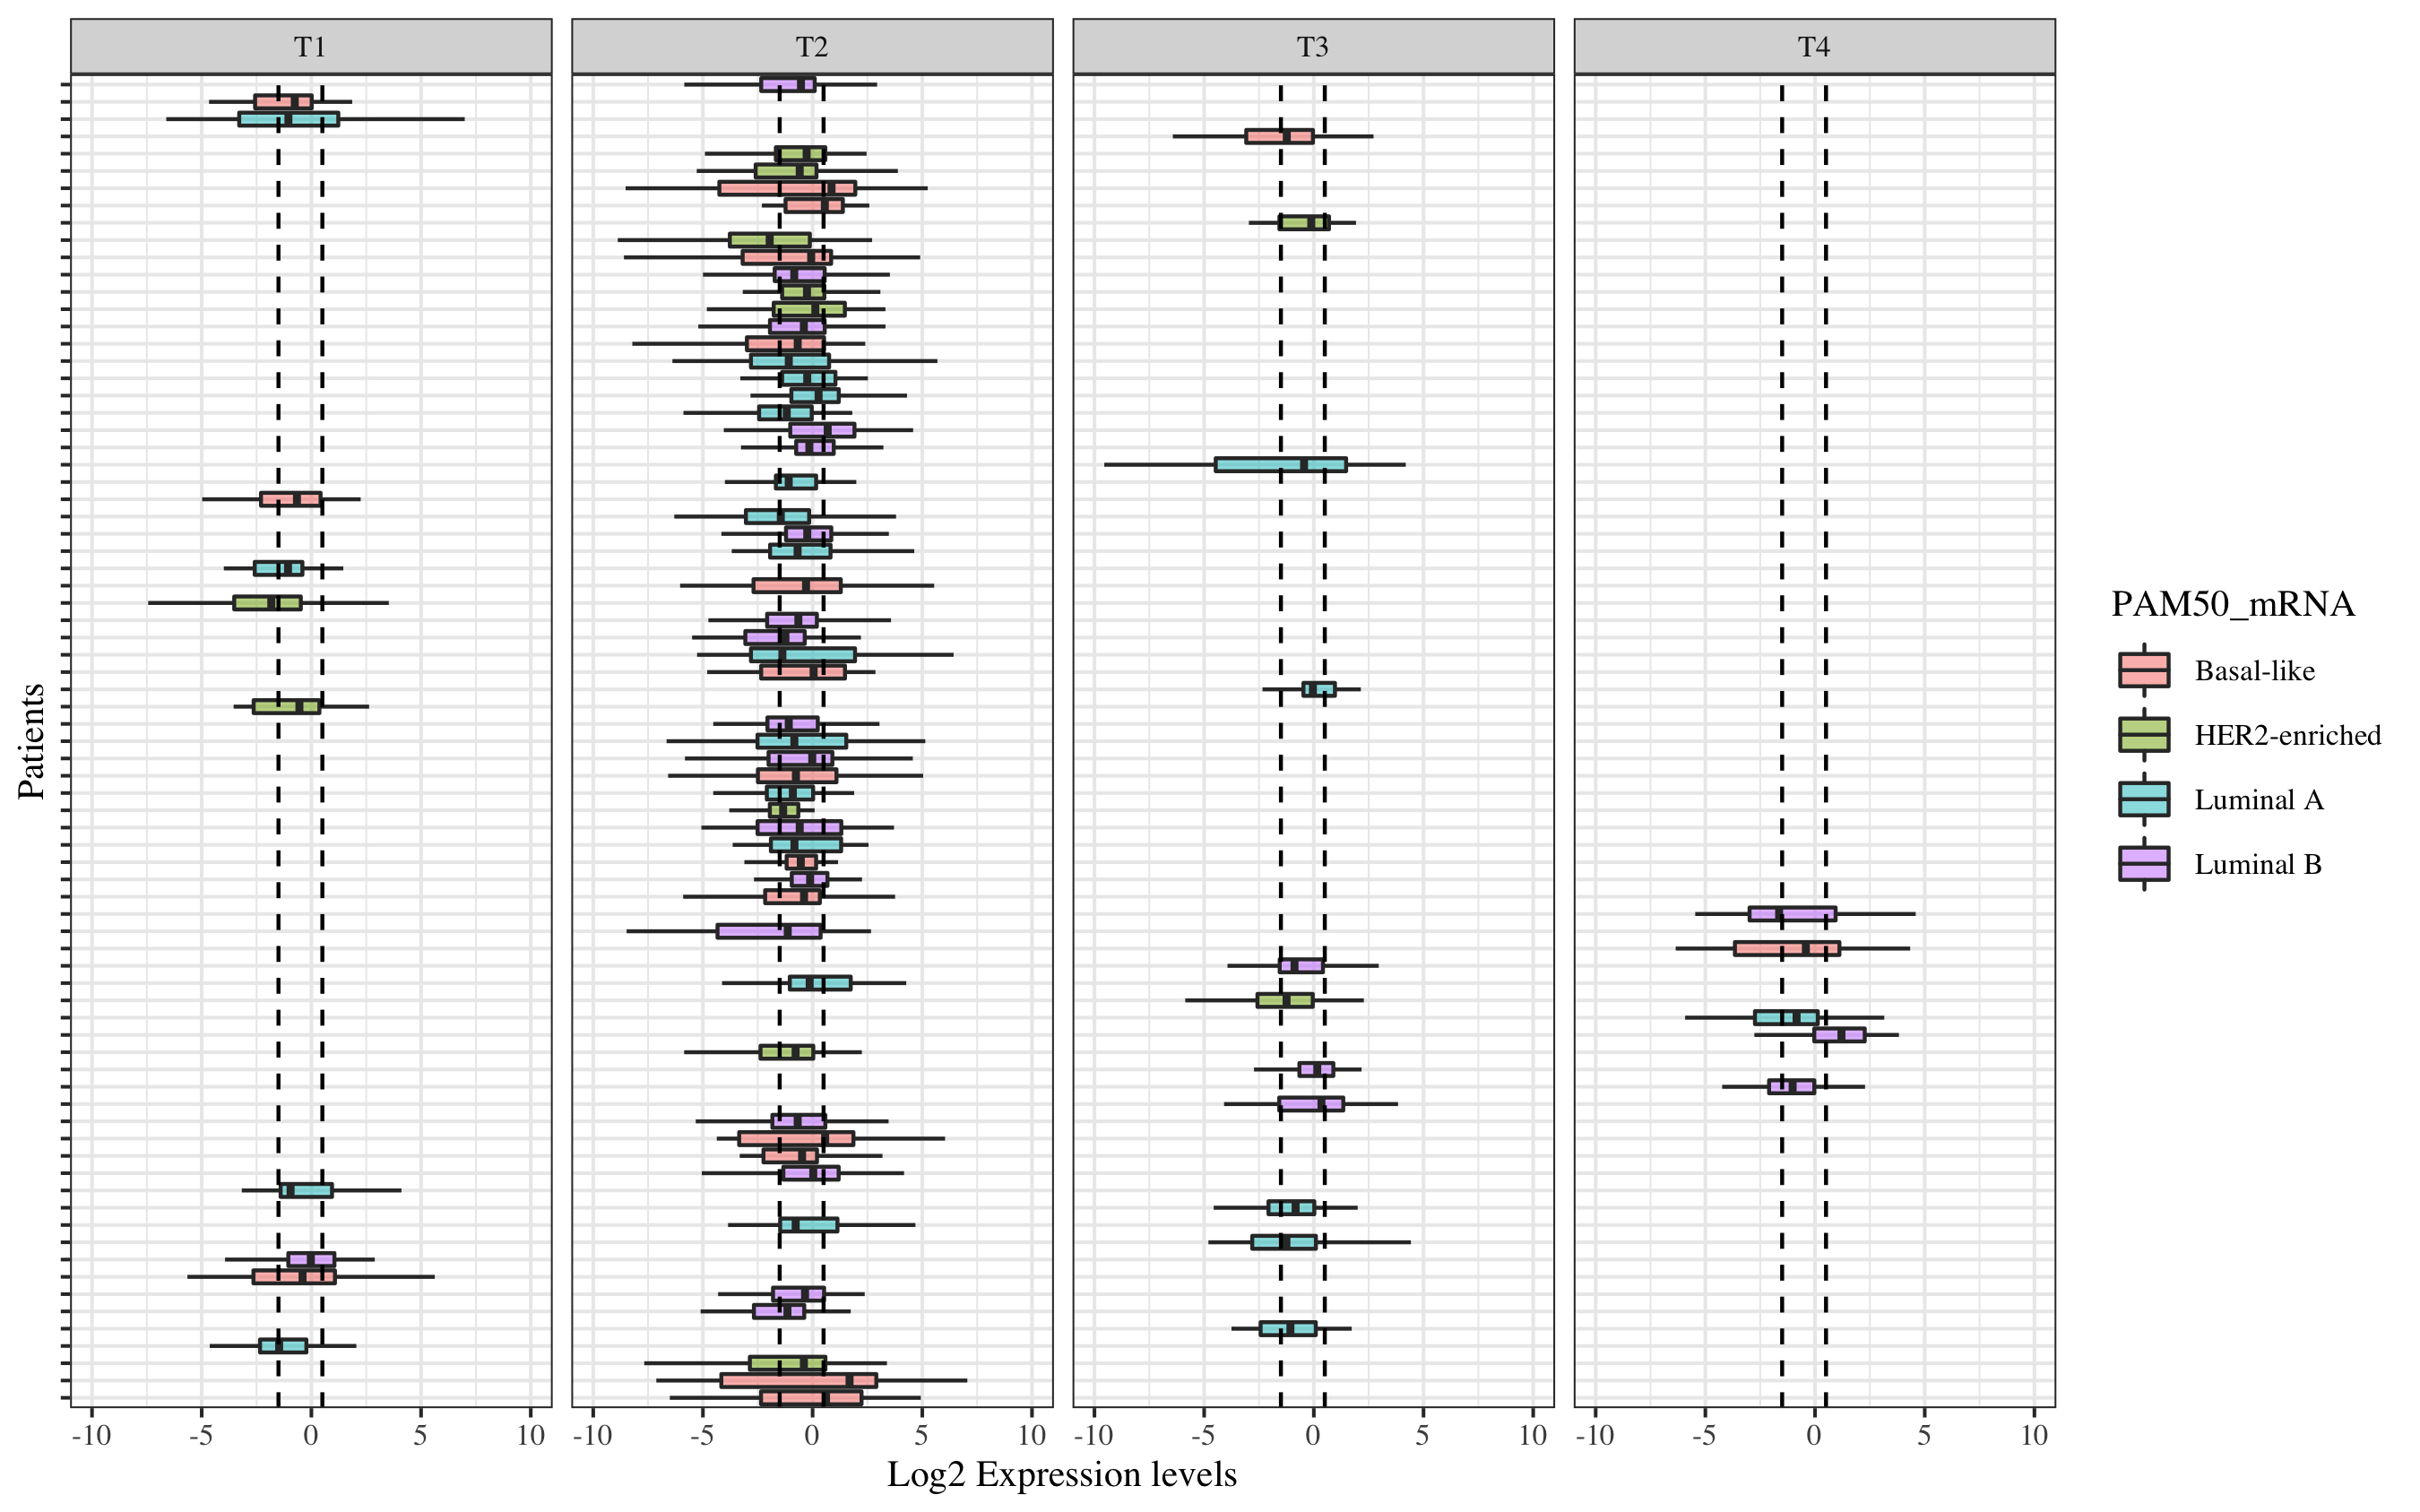 T1 T2 T3 T4
Patients
PAM50_mRNA
Basal-like
HER2-enriched
Luminal A
Luminal B
-10 -5 0 5 10 -10 -5 0 5 10 -10 -5 0 5 10 -10 -5 0 5 10
Log2 Expression levels